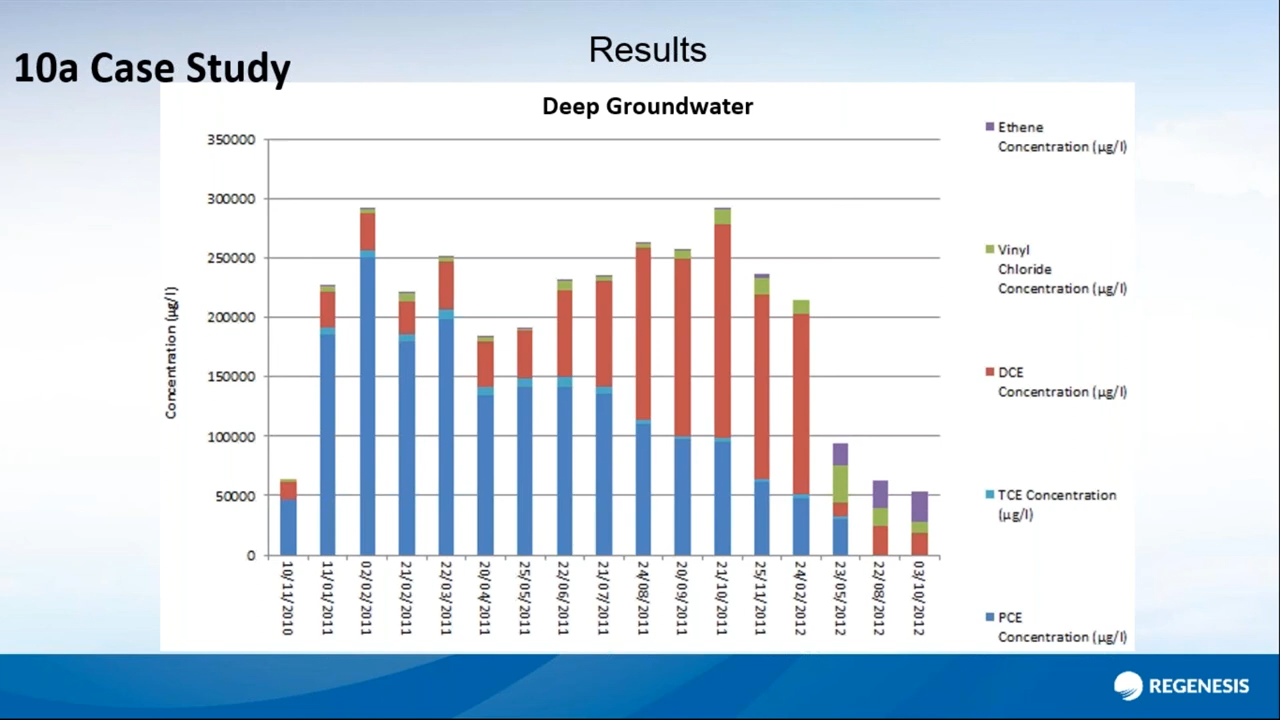 Results
10a Case Study
Deep Groundwater
350000
300000
250000
200000
150000
100000
50000
0
Concentration (µg/l)
10/11/2010
11/01/2011
02/02/2011
21/02/2011
22/03/2011
20/04/2011
25/05/2011
22/06/2011
21/07/2011
24/08/2011
20/09/2011
21/10/2011
25/11/2011
24/02/2012
23/05/2012
22/08/2012
03/10/2012
Ethene
Concentration (µg/l)
Vinyl
Chloride
Concentration (µg/l)
DCE
Concentration (µg/l)
TCE Concentration
(µg/l)
PCE
Concentration (µg/l)
REGENESIS